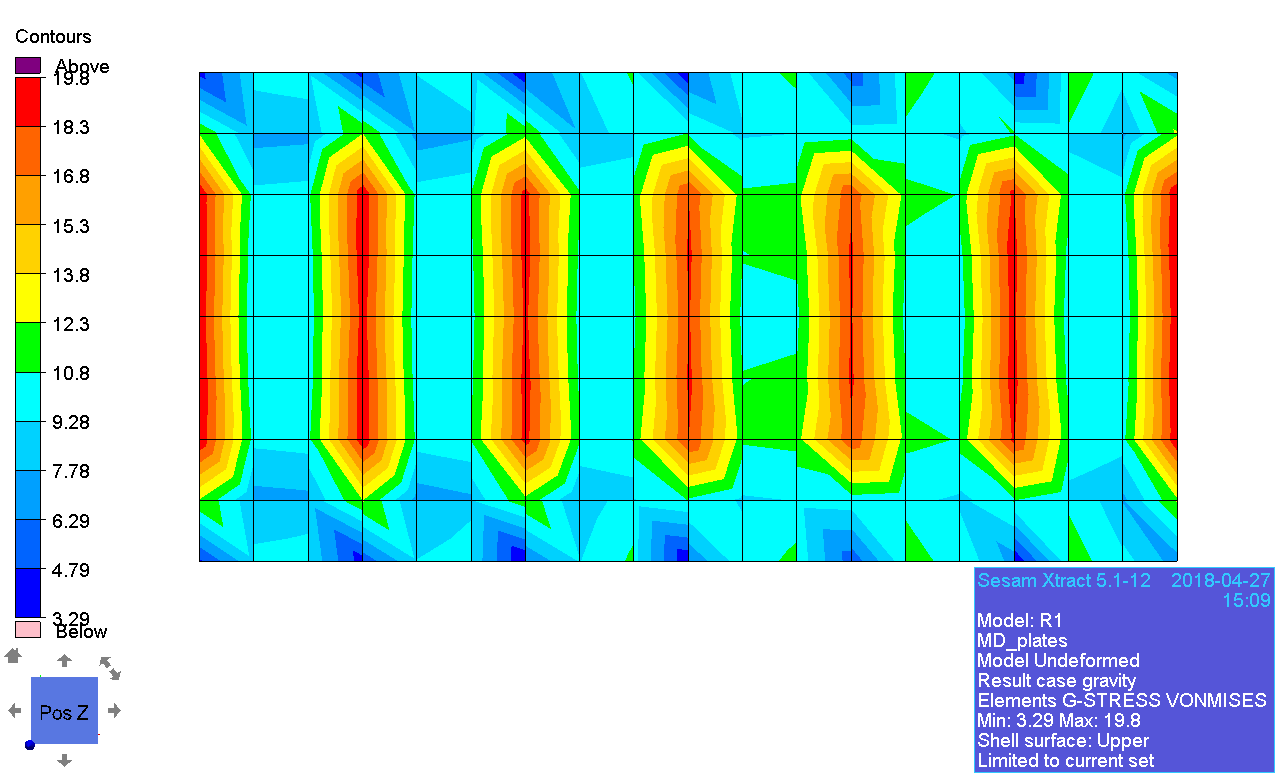 Contours
Above
19.8
18.3
16.8
15.3
13.8
12.3
10.8
9.28
7.78
6.29
4.79
3.29
Below
Pos Z
Sesam Xtract 5.1-12 2018-04-27
15:09
Model: R1
MD_plates
Model Undeformed
Result case gravity
Elements G-STRESS VONMISES
Min: 3.29 Max: 19.8
Shell surface: Upper
Limited to current set